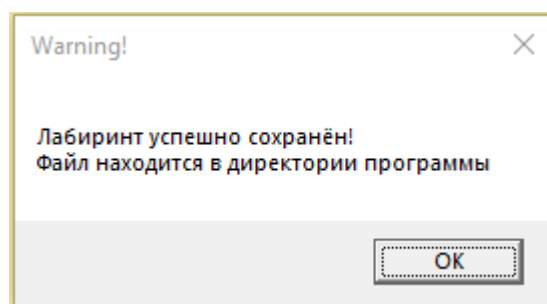 Warning!
Лабиринт успешно сохранён!
Файл находится в директории программы
OK